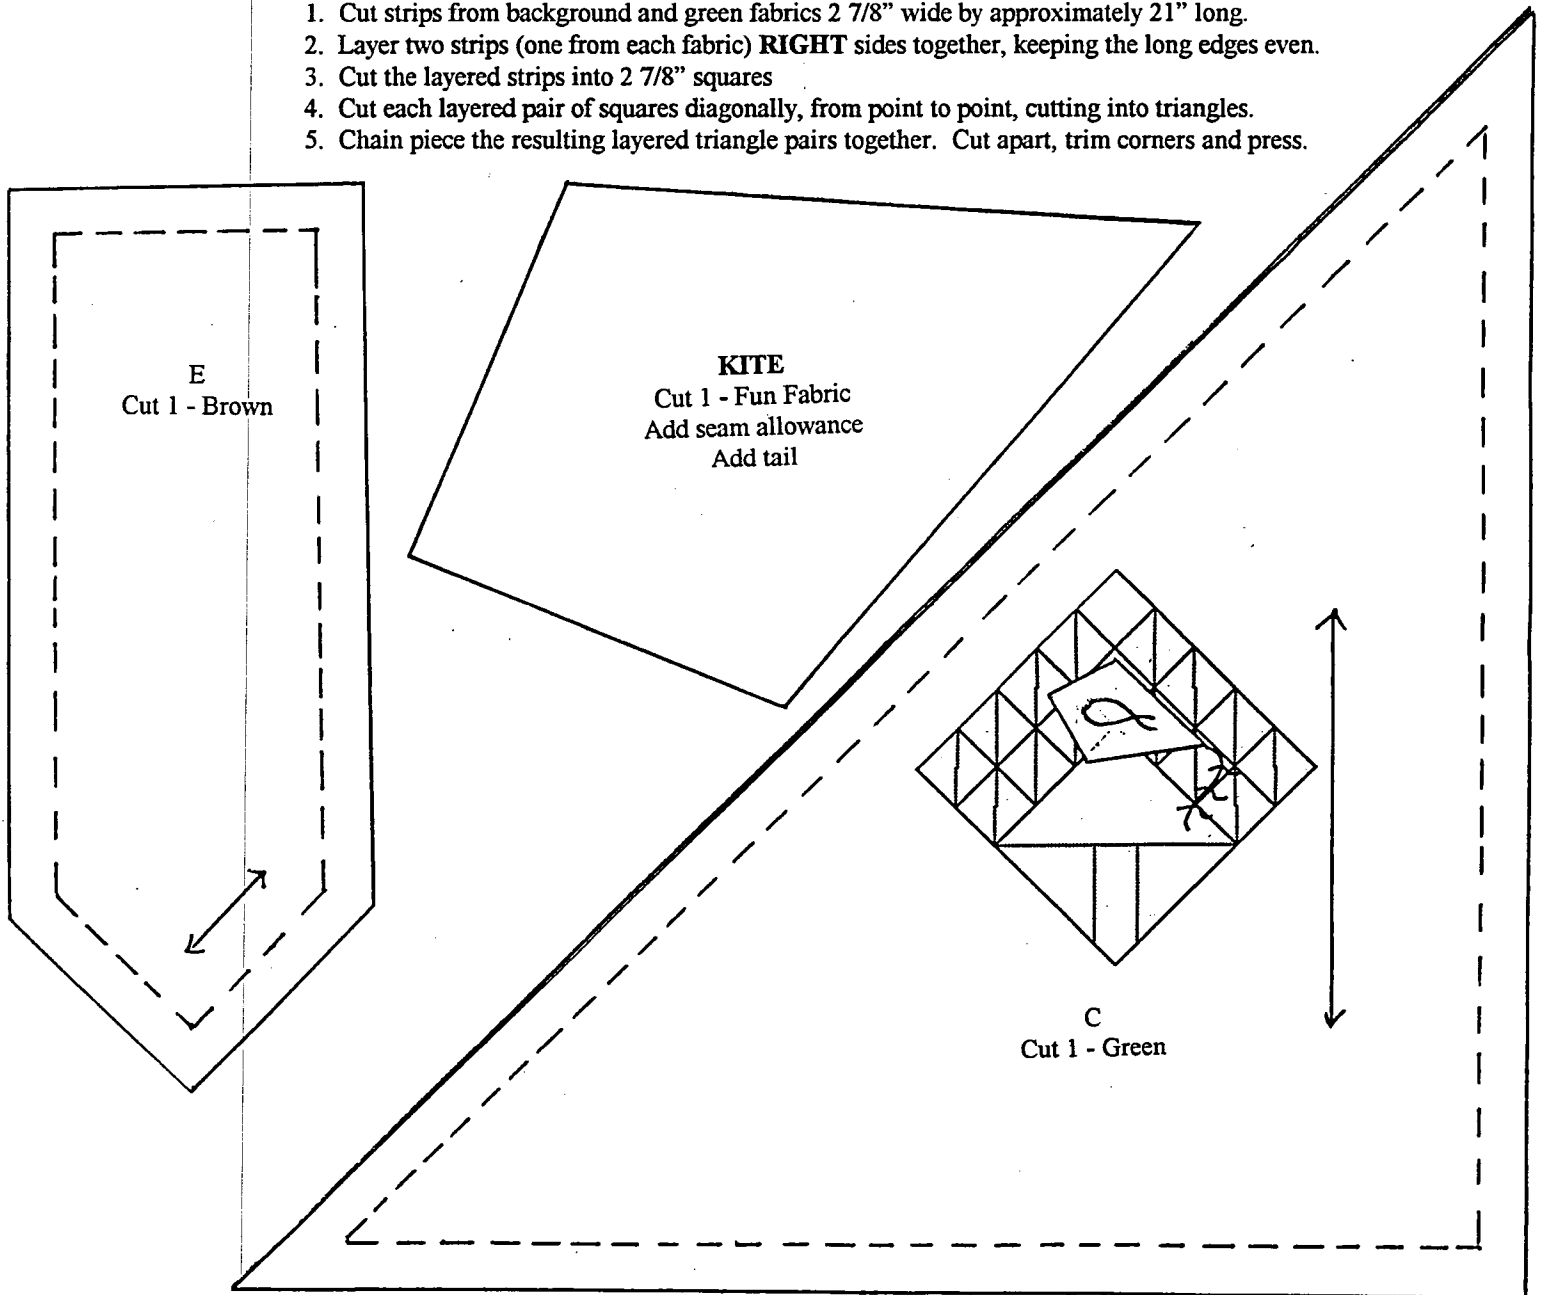 1. Cut strips from background and green fabrics 2 7/8” wide by approximately 21” long.
2. Layer two strips (one from each fabric) RIGHT sides together, keeping the long edges even.
3. Cut the layered strips into 2 7/8” squares
4. Cut each layered pair of squares diagonally, from point to point, cutting into triangles.
5. Chain piece the resulting layered triangle pairs together. Cut apart, trim corners and press.
E
Cut 1 - Brown
KITE
Cut 1 - Fun Fabric
Add seam allowance
Add tail
C
Cut 1 - Green